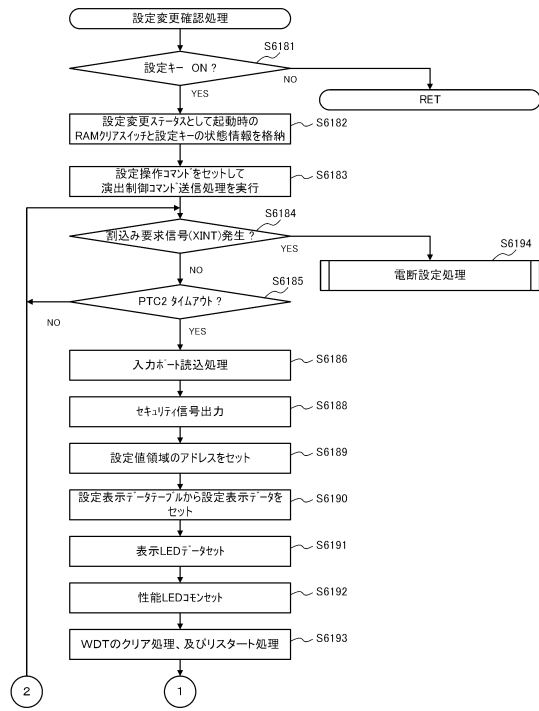 設定変更確認処理
S6181
設定キー ON？
NO
YES
RET
設定変更ステータスとして起動時の
RAMクリアスイッチと設定キーの状態情報を格納
S6182
設定操作コマンドをセットして
演出制御コマンド送信処理を実行
S6183
S6184
割込み要求信号(XINT)発生？
YES
S6194
電断設定処理
NO
S6185
PTC2 タイムアウト？
NO
YES
入力ポート読込処理
S6186
セキュリティ信号出力
S6188
設定値領域のアドレスをセット
S6189
設定表示データテーブルから設定表示データを
セット
S6190
表示LEDデータセット
S6191
性能LEDコモンセット
S6192
WDTのクリア処理、及びリスタート処理
S6193
2
1